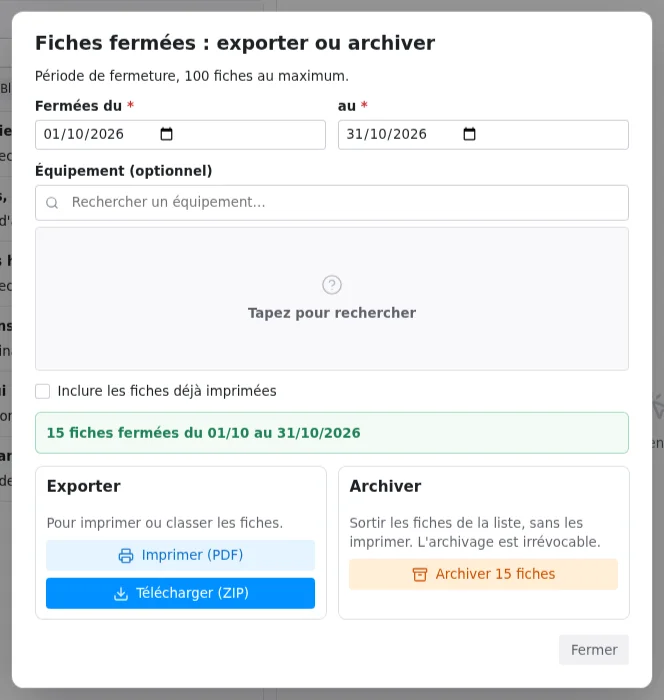 Fiches fermées : exporter ou archiver
Période de fermeture, 100 fiches au maximum.
Fermées du *
au *
01/10/2026
31/10/2026
Équipement (optionnel)
Rechercher un équipement...
Tapez pour rechercher
Inclure les fiches déjà imprimées
15 fiches fermées du 01/10 au 31/10/2026
Exporter
Pour imprimer ou classer les fiches.
Imprimer (PDF)
Télécharger (ZIP)
Archiver
Sortir les fiches de la liste, sans les
imprimer. L'archivage est irrévocable.
Archiver 15 fiches
Fermer